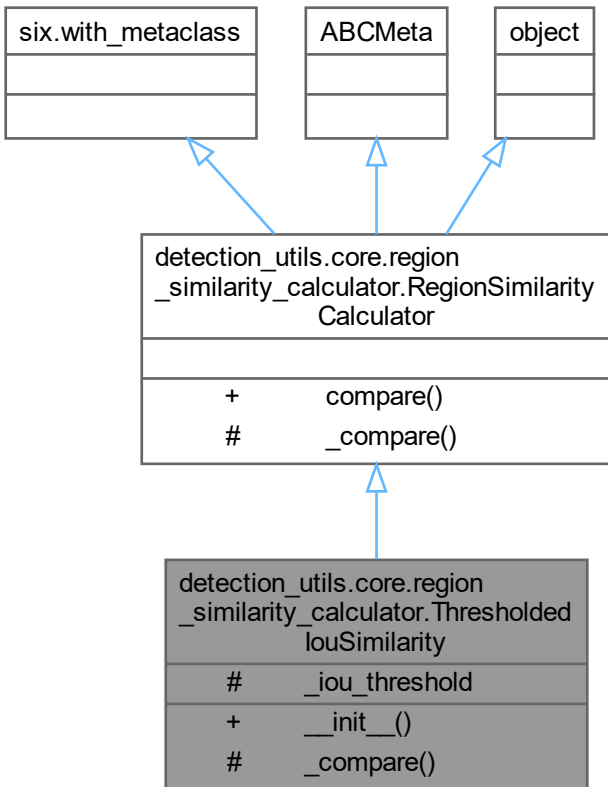 six.with_metaclass
ABCMeta
object
detection_utils.core.region
_similarity_calculator.RegionSimilarity
Calculator
+ compare()
# _compare()
detection_utils.core.region
_similarity_calculator.Thresholded
IouSimilarity
# _iou_threshold
+ __init__()
# _compare()